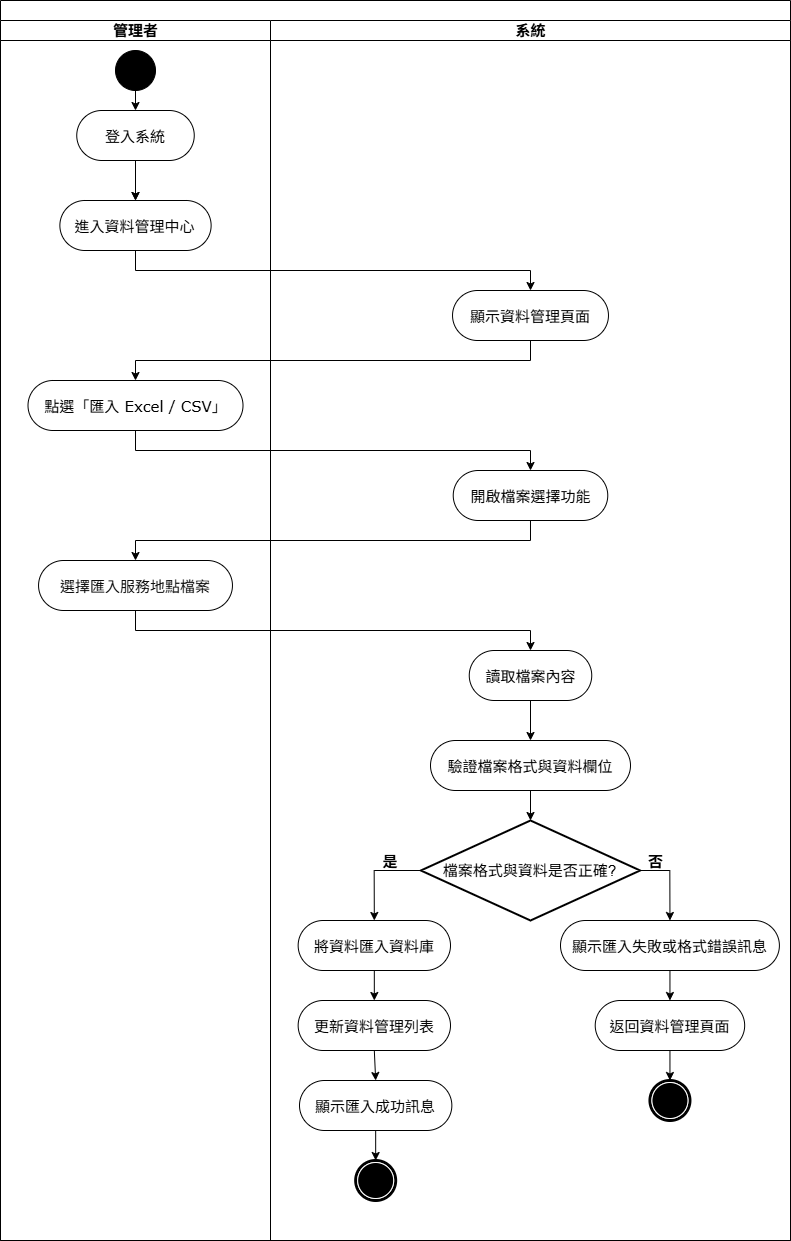 管理者
系統
登入系統
進入資料管理中心
顯示資料管理頁面
點選「匯入 Excel / CSV」
開啟檔案選擇功能
選擇匯入服務地點檔案
讀取檔案內容
驗證檔案格式與資料欄位
檔案格式與資料是否正確?
是
否
將資料匯入資料庫
顯示匯入失敗或格式錯誤訊息
更新資料管理列表
返回資料管理頁面
顯示匯入成功訊息